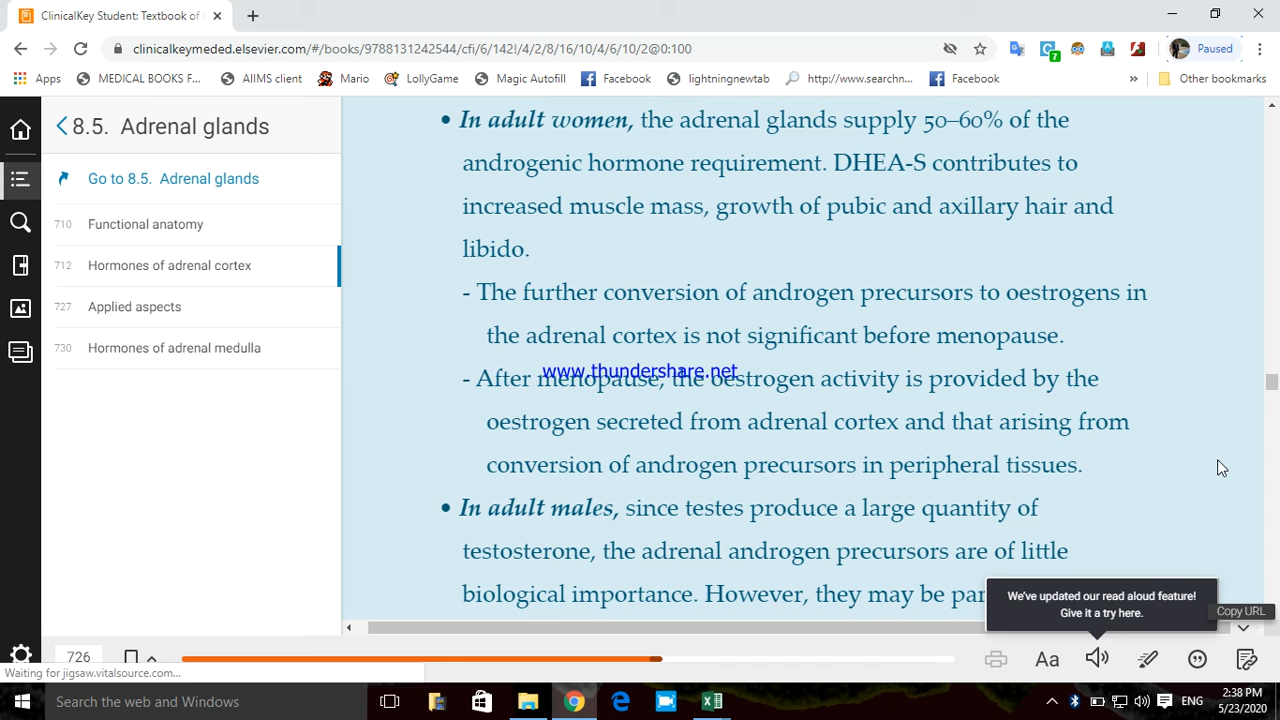 ClinicalKey Student: Textbook of
clinicalkeymeded.elsevier.com/#/books/9788131242544/cfi/6/142!/4/2/8/16/10/4/6/10/2@0:100
7
Paused
Apps
MEDICAL BOOKS F...
AIIMS client
Mario
LollyGame
Magic Autofill
Facebook
lightningnewtab
http://www.searchn...
Facebook
»
Other bookmarks
8.5. Adrenal glands
Go to 8.5. Adrenal glands
710 Functional anatomy
712 Hormones of adrenal cortex
727 Applied aspects
730 Hormones of adrenal medulla
• In adult women, the adrenal glands supply 50–60% of the
androgenic hormone requirement. DHEA-S contributes to
increased muscle mass, growth of pubic and axillary hair and
libido.
- The further conversion of androgen precursors to oestrogens in
the adrenal cortex is not significant before menopause.
www.thundershare.net
- After menopause, the oestrogen activity is provided by the
oestrogen secreted from adrenal cortex and that arising from
conversion of androgen precursors in peripheral tissues.
• In adult males, since testes produce a large quantity of
testosterone, the adrenal androgen precursors are of little
biological importance. However, they may be par
We've updated our read aloud feature!
Give it a try here.
Copy URL
726
Aa
Waiting for jigsaw.vitalsource.com...
Search the web and Windows
ENG
2:38 PM
5/23/2020